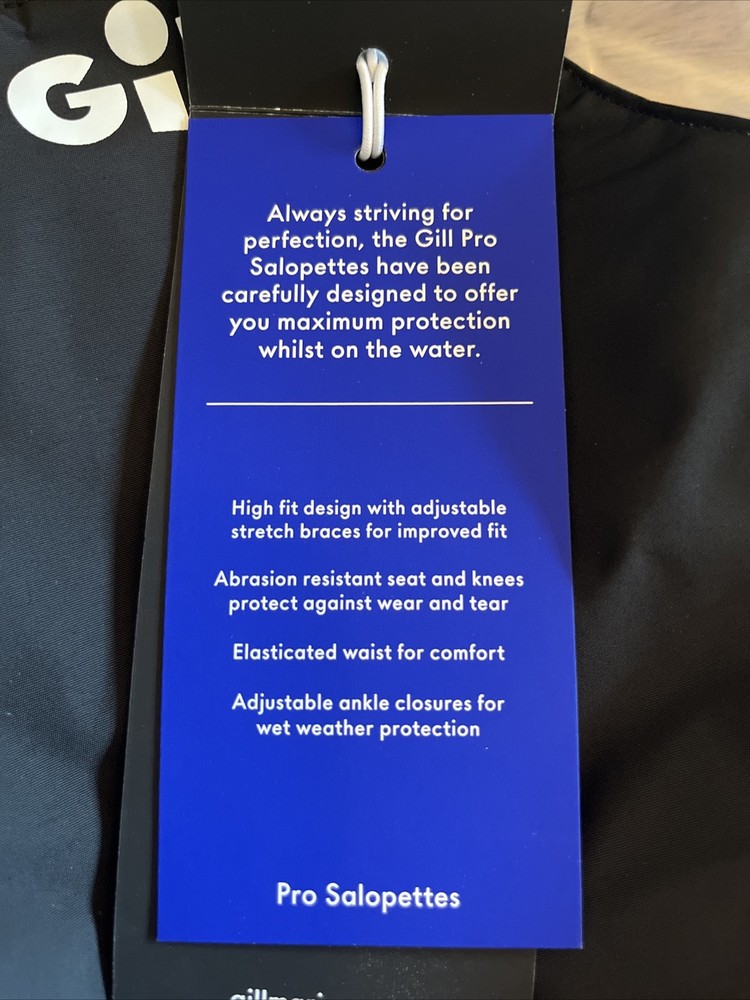 Gi
Always striving for
perfection, the Gill Pro
Salopettes have been
carefully designed to offer
you maximum protection
whilst on the water.
High fit design with adjustable
stretch braces for improved fit
Abrasion resistant seat and knees
protect against wear and tear
Elasticated waist for comfort
Adjustable ankle closures for
wet weather protection
Pro Salopettes